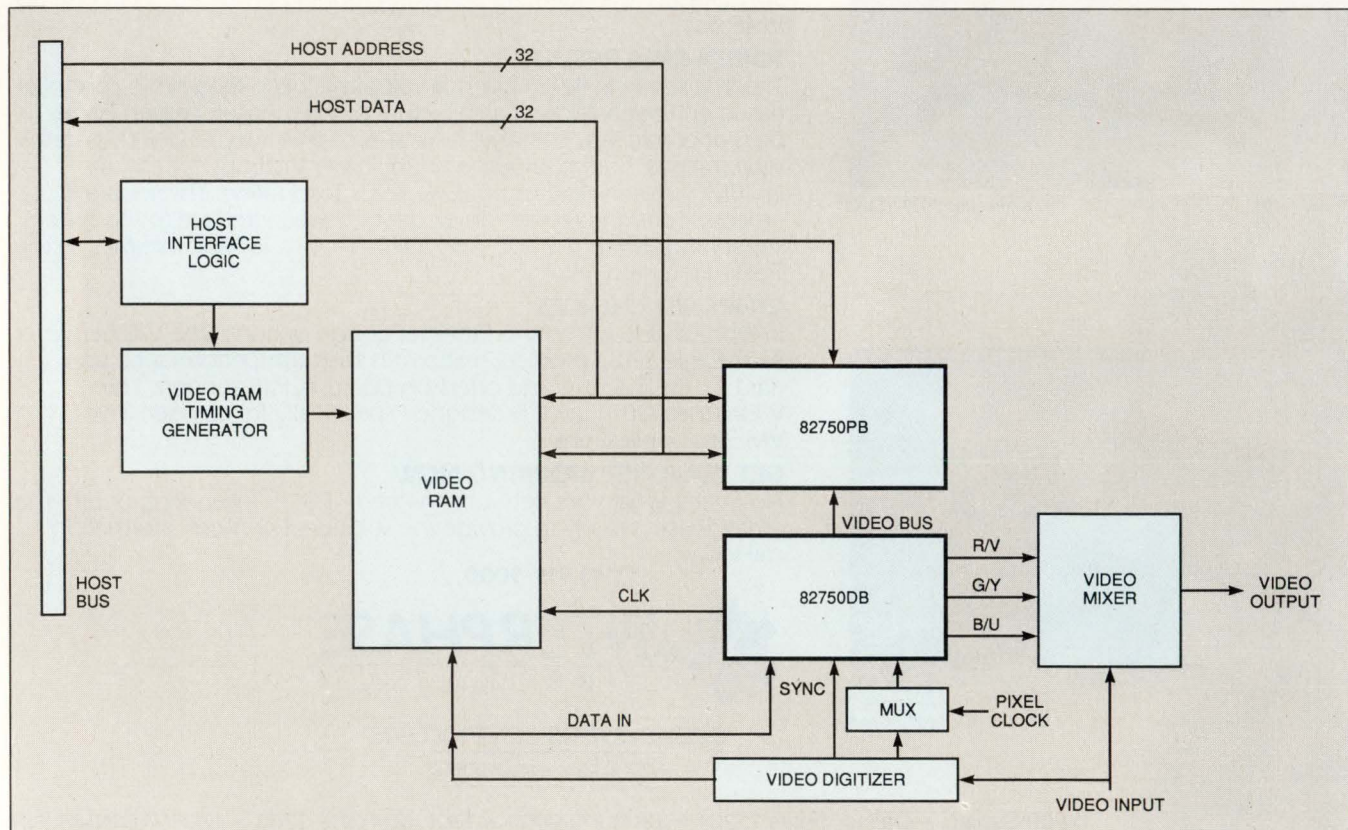 HOST ADDRESS
32
HOST DATA
32
HOST
INTERFACE
LOGIC
VIDEO RAM
TIMING
GENERATOR
VIDEO
RAM
82750PB
VIDEO BUS
82750DB
R/V
G/Y
B/U
VIDEO
MIXER
VIDEO
OUTPUT
HOST
BUS
CLK
SYNC
MUX
PIXEL
CLOCK
DATA IN
VIDEO DIGITIZER
VIDEO INPUT